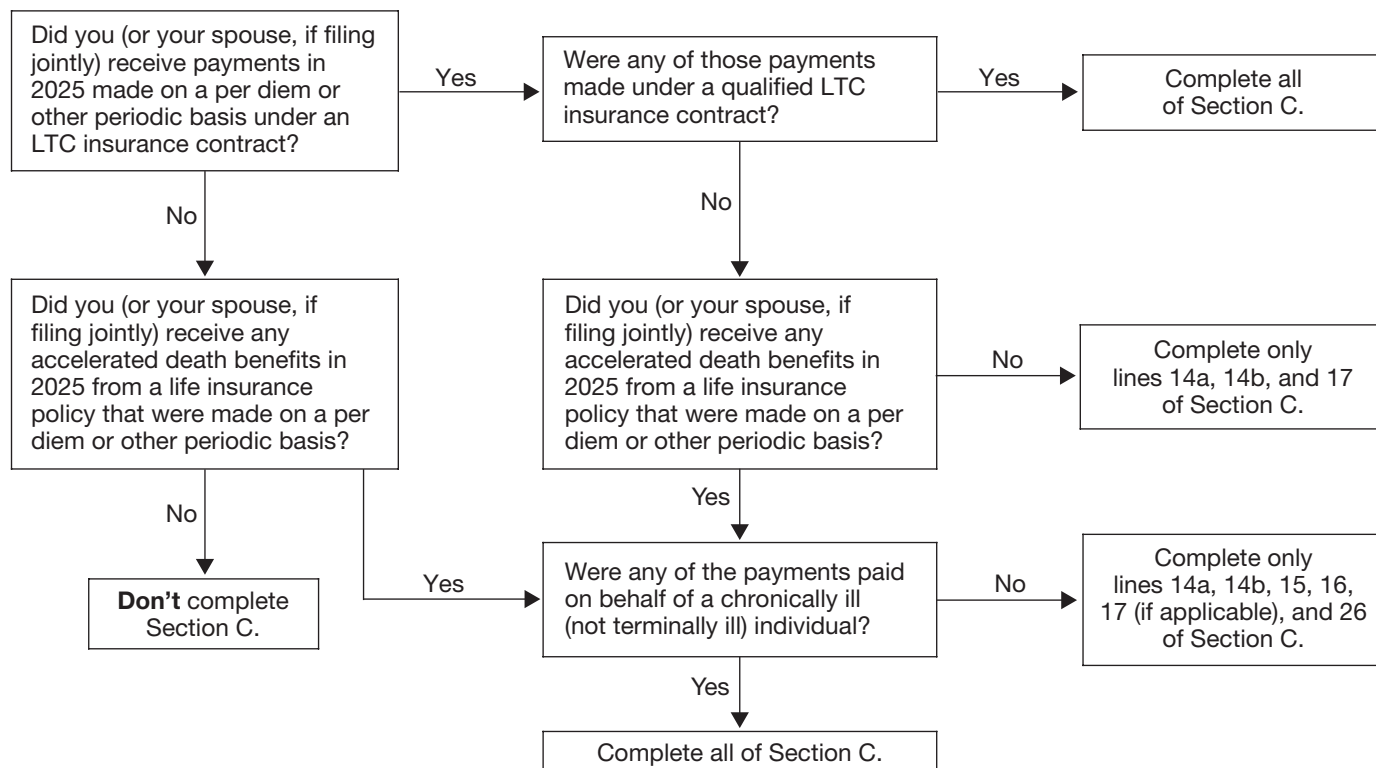 Did you (or your spouse, if filing
jointly) receive payments in
2025 made on a per diem or
other periodic basis under an
LTC insurance contract?
Yes
Were any of those payments
made under a qualified LTC
insurance contract?
Yes
Complete all
of Section C.
No
No
Did you (or your spouse, if
filing jointly) receive any
accelerated death benefits in
2025 from a life insurance
policy that were made on a per
diem or other periodic basis?
Did you (or your spouse, if
filing jointly) receive any
accelerated death benefits in
2025 from a life insurance
policy that were made on a per
diem or other periodic basis?
No
Complete only
lines 14a, 14b, and 17
of Section C.
No
Yes
Don't complete
Section C.
Yes
Were any of the payments paid
on behalf of a chronically ill
(not terminally ill) individual?
No
Complete only
lines 14a, 14b, 15, 16,
17 (if applicable), and 26
of Section C.
Yes
Complete all of Section C.